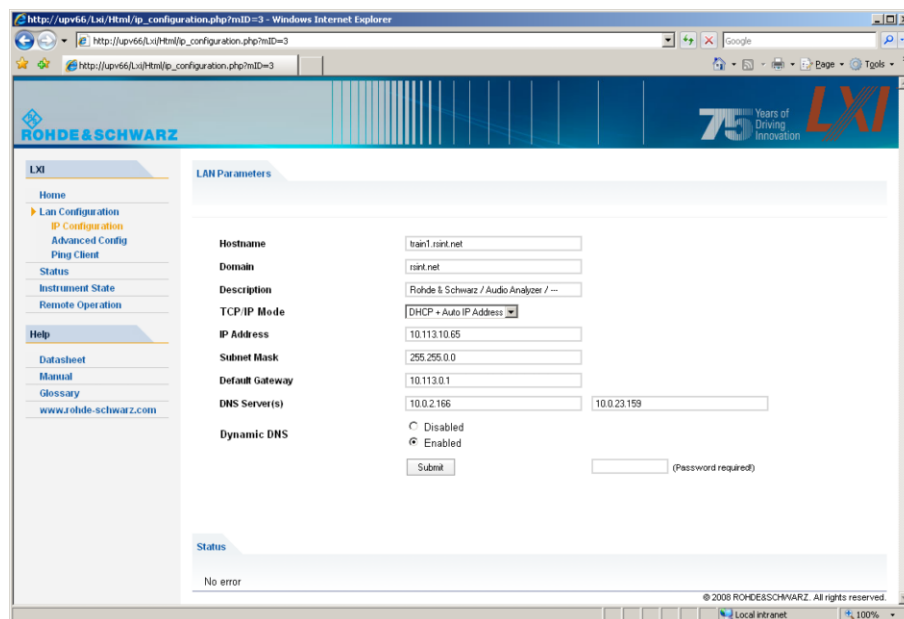 http://upv66/Lxi/Html/ip_configuration.php?mID=3 - Windows Internet Explorer
http://upv66/Lxi/Html/ip_configuration.php?mID=3
Google
http://upv66/Lxi/Html/ip_configuration.php?mID=3
Page
Tools
ROHDE&SCHWARZ
75 Years of
Driving
Innovation
LXI
LXI
Home
Lan Configuration
IP Configuration
Advanced Config
Ping Client
Status
Instrument State
Remote Operation
Help
Datasheet
Manual
Glossary
www.rohde-schwarz.com
LAN Parameters
Hostname train1.rsint.net
Domain rsint.net
Description Rohde & Schwarz / Audio Analyzer / ---
TCP/IP Mode DHCP + Auto IP Address
IP Address 10.113.10.65
Subnet Mask 255.255.0.0
Default Gateway 10.113.0.1
DNS Server(s) 10.0.2.166 10.0.23.159
Dynamic DNS Disabled
Enabled
Submit (Password required!)
Status
No error
© 2008 ROHDE&SCHWARZ. All rights reserved.
Local intranet 100%